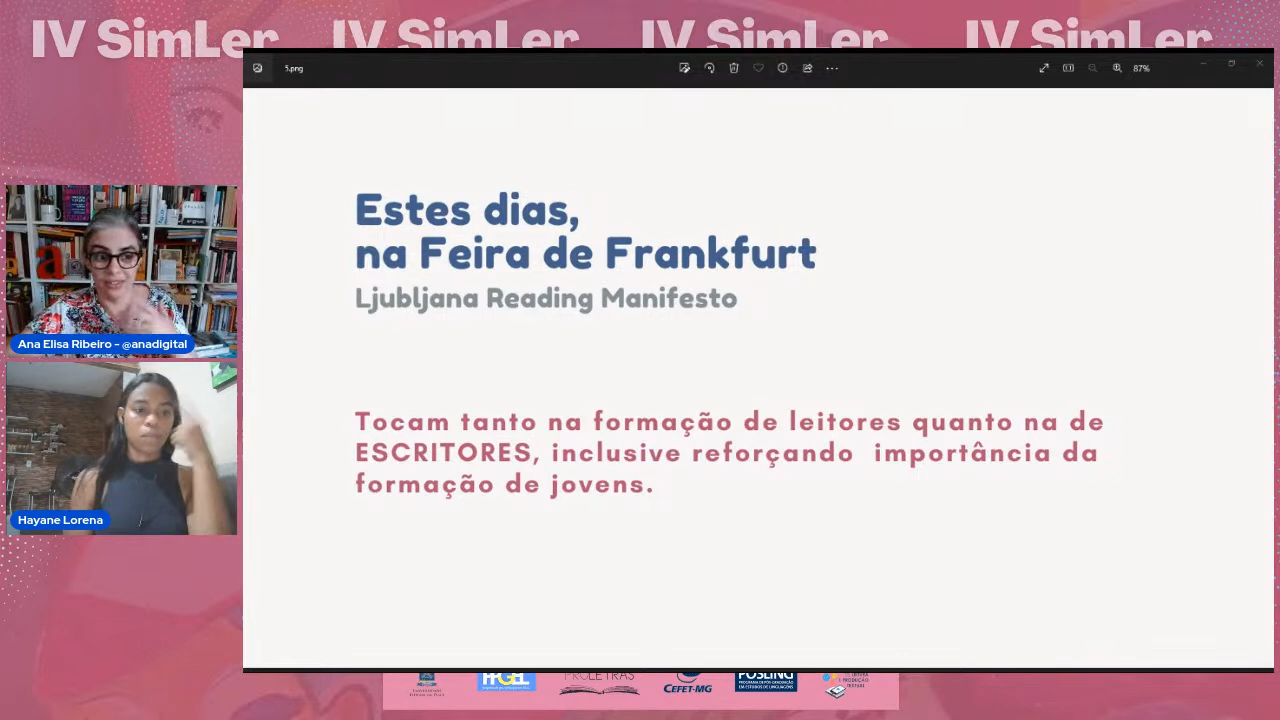 IV SimLer IV SimLer IV SimLer IV SimLer
5.png
87%
Estes dias,
na Feira de Frankfurt
Ljubljana Reading Manifesto
Tocam tanto na formação de leitores quanto na de
ESCRITORES, inclusive reforçando importância da
formação de jovens.
Ana Elisa Ribeiro - @anadigital
Hayane Lorena
PROLETRAS
CEFET-MG
POSLING